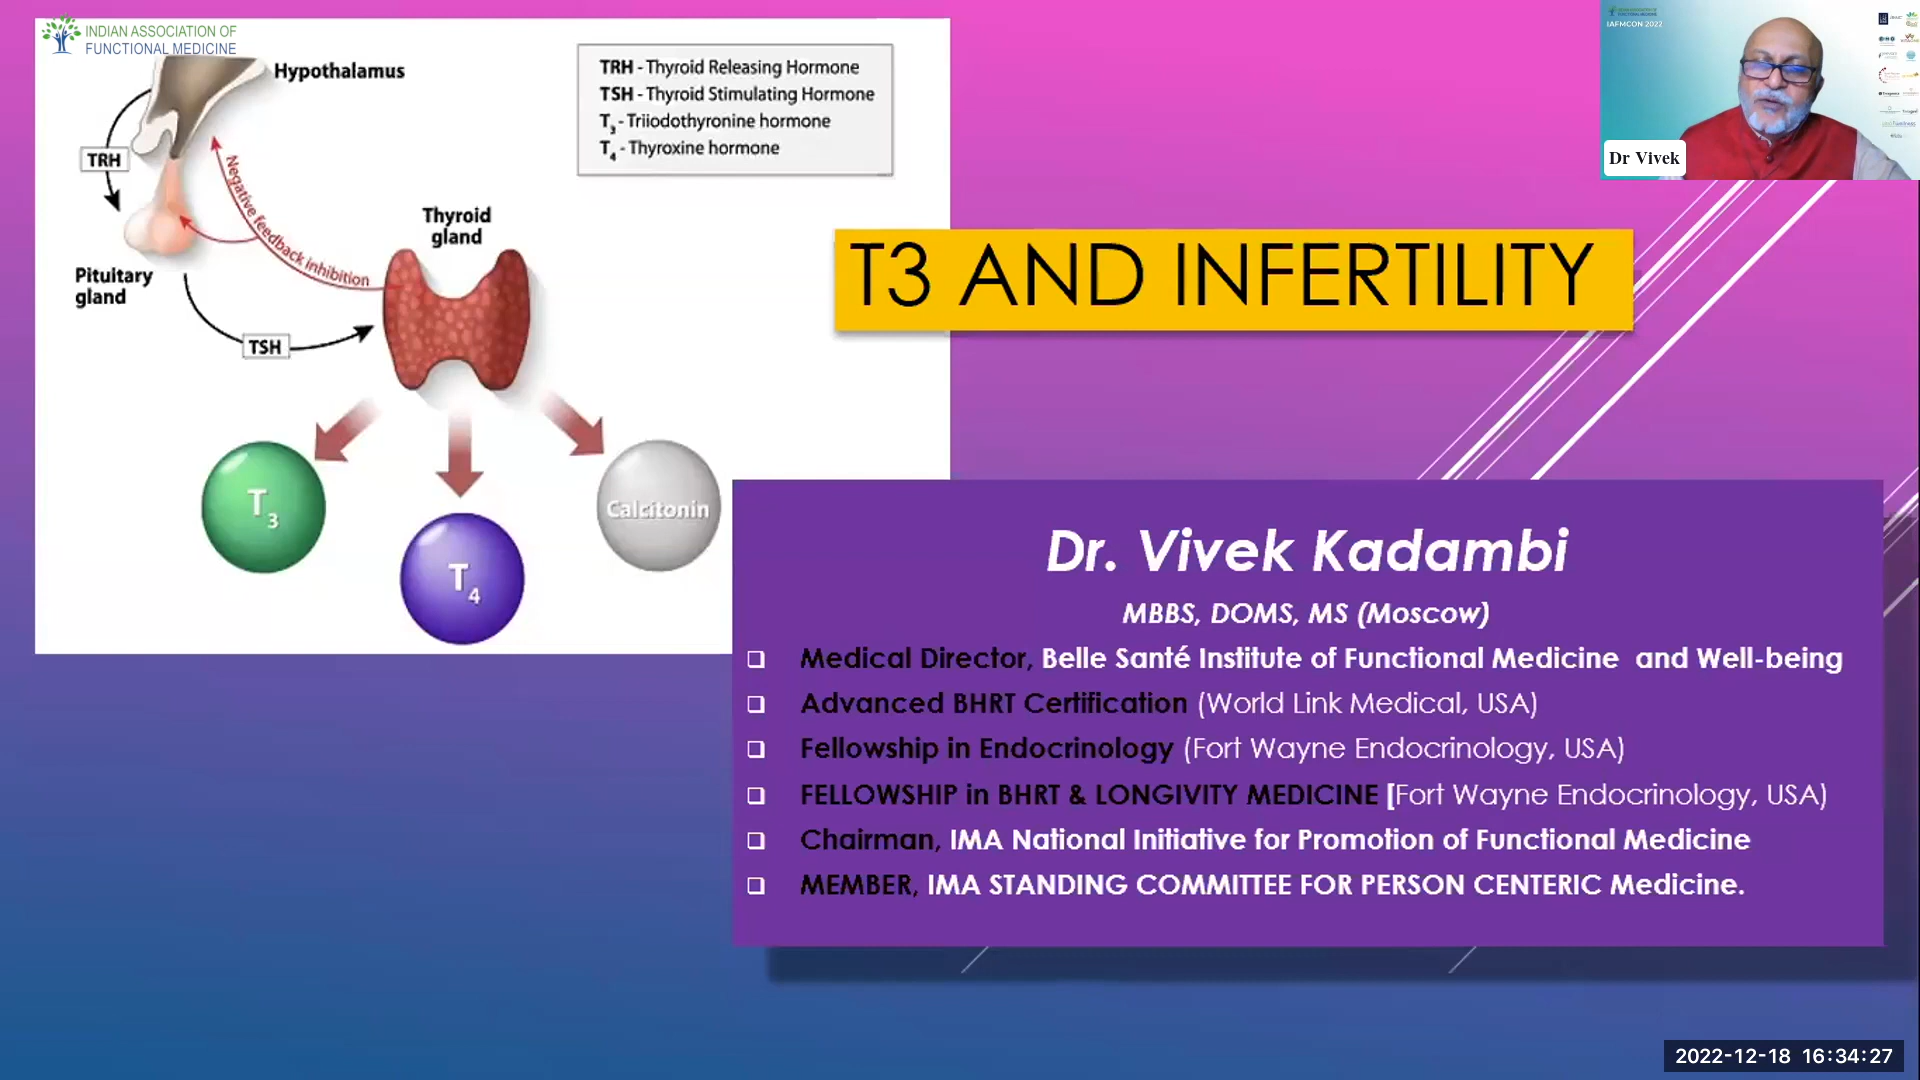 INDIAN ASSOCIATION OF
FUNCTIONAL MEDICINE
Hypothalamus
TRH - Thyroid Releasing Hormone
TSH - Thyroid Stimulating Hormone
T3 - Triiodothyronine hormone
T4 - Thyroxine hormone
TRH
Negative feedback inhibition
Thyroid
gland
Pituitary
gland
TSH
T3
T4
Calcitonin
IAFMCON 2022
Dr Vivek
T3 AND INFERTILITY
Dr. Vivek Kadambi
MBBS, DOMS, MS (Moscow)
❑ Medical Director, Belle Santé Institute of Functional Medicine and Well-being
❑ Advanced BHRT Certification (World Link Medical, USA)
❑ Fellowship in Endocrinology (Fort Wayne Endocrinology, USA)
❑ FELLOWSHIP in BHRT & LONGIVITY MEDICINE [Fort Wayne Endocrinology, USA)
❑ Chairman, IMA National Initiative for Promotion of Functional Medicine
❑ MEMBER, IMA STANDING COMMITTEE FOR PERSON CENTERIC Medicine.
2022-12-18 16:34:27